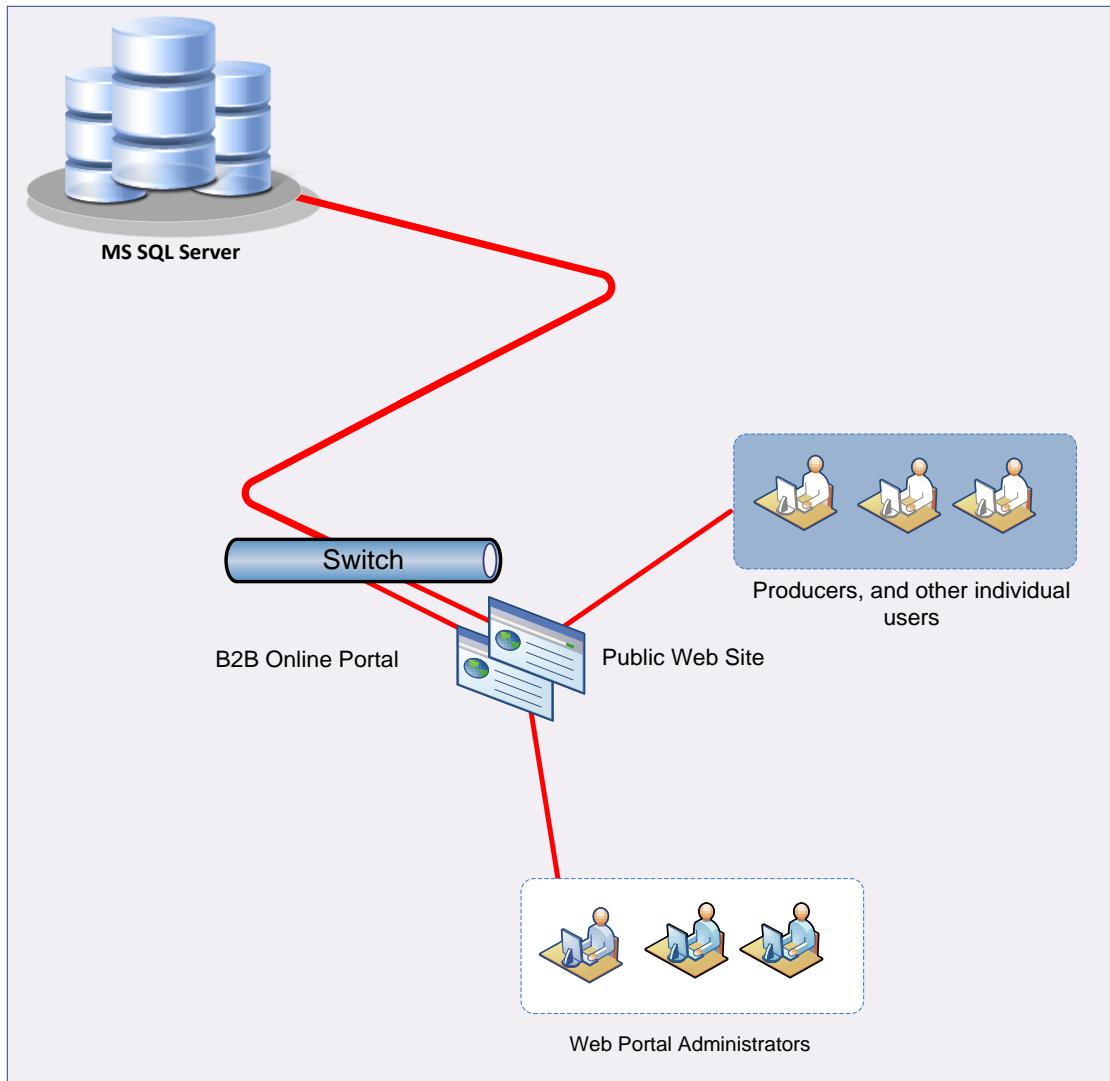 MS SQL Server
Switch
B2B Online Portal
Public Web Site
Producers, and other individual
users
Web Portal Administrators